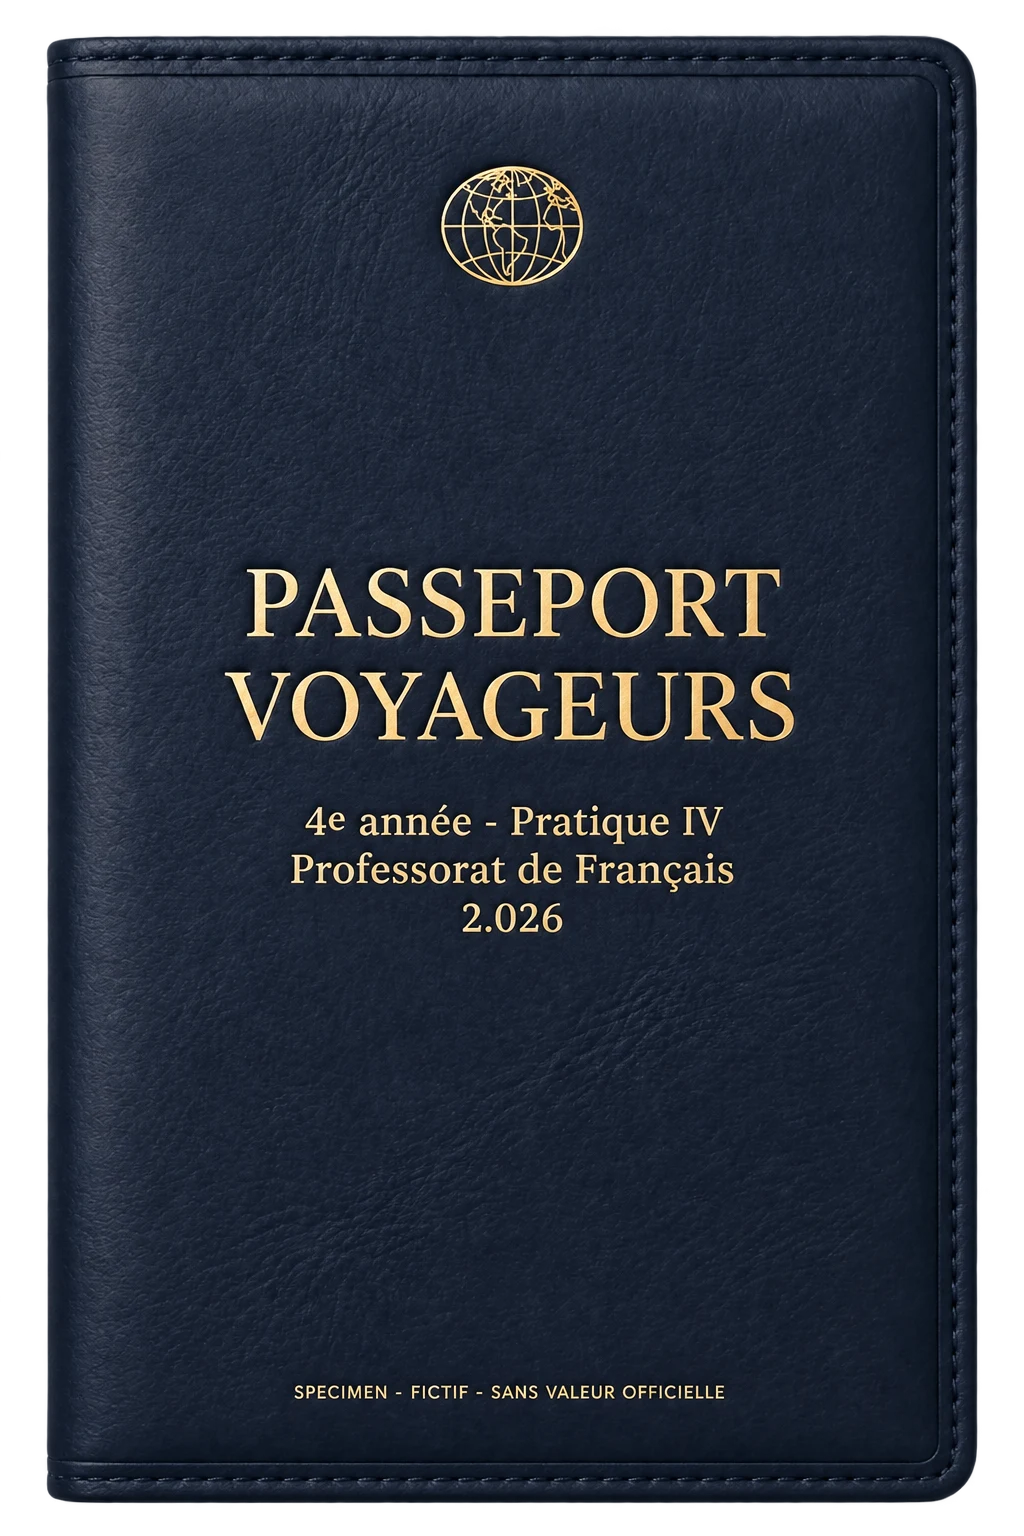 PASSEPORT
VOYAGEURS
4e année - Pratique IV
Professorat de Français
2.026
SPECIMEN - FICTIF - SANS VALEUR OFFICIELLE